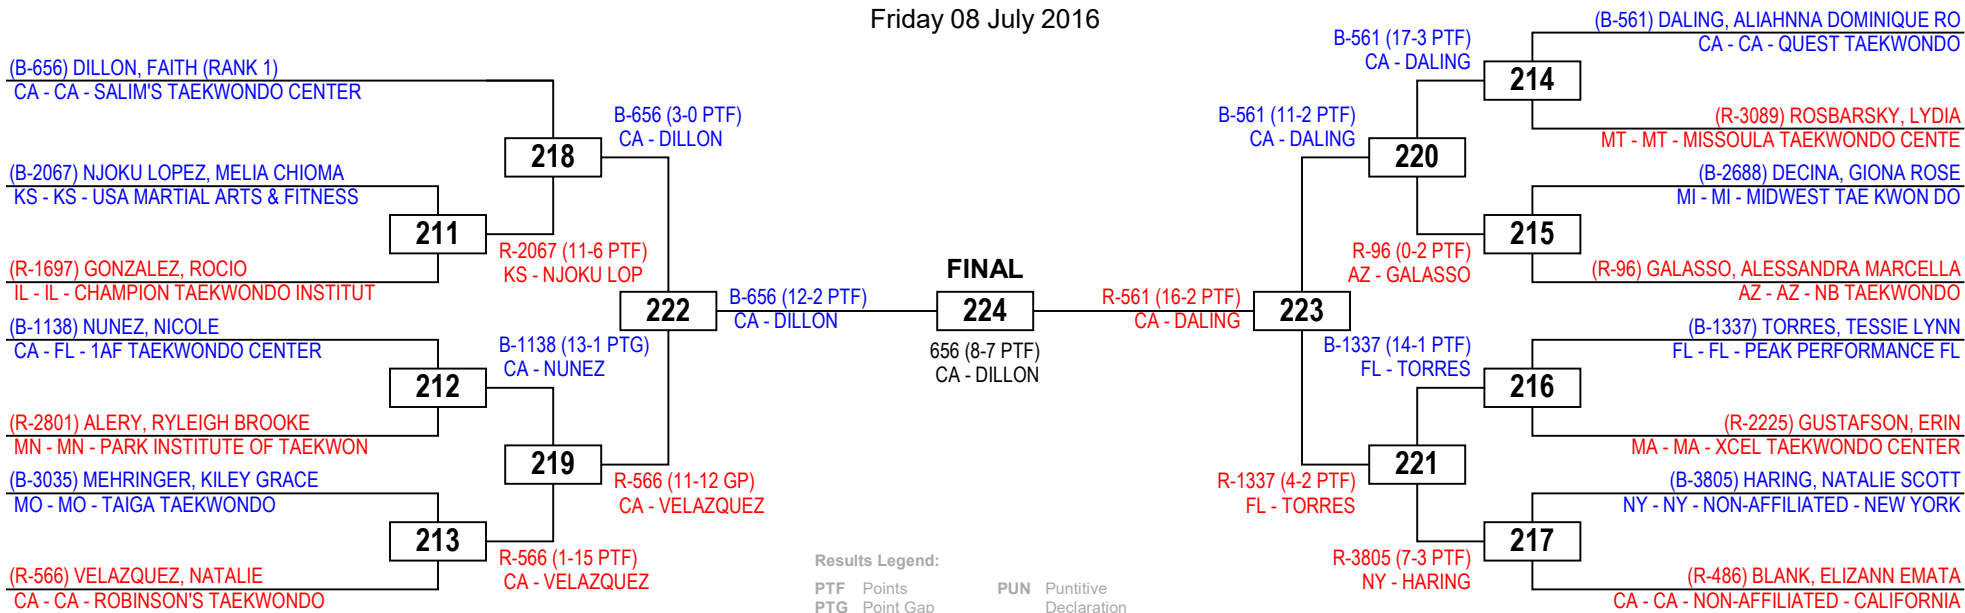 Friday 08 July 2016
(B-656) DILLON, FAITH (RANK 1)
CA - CA - SALIM'S TAEKWONDO CENTER
(B-2067) NJOKU LOPEZ, MELIA CHIOMA
KS - KS - USA MARTIAL ARTS & FITNESS
(R-1697) GONZALEZ, ROCIO
IL - IL - CHAMPION TAEKWONDO INSTITUT
(B-1138) NUNEZ, NICOLE
CA - FL - 1AF TAEKWONDO CENTER
(R-2801) ALERY, RYLEIGH BROOKE
MN - MN - PARK INSTITUTE OF TAEKWON
(B-3035) MEHRINGER, KILEY GRACE
MO - MO - TAIGA TAEKWONDO
(R-566) VELAZQUEZ, NATALIE
CA - CA - ROBINSON'S TAEKWONDO
211
212
213
R-2067 (11-6 PTF)
KS - NJOKU LOP
B-1138 (13-1 PTG)
CA - NUNEZ
R-566 (1-15 PTF)
CA - VELAZQUEZ
218
219
B-656 (3-0 PTF)
CA - DILLON
R-566 (11-12 GP)
CA - VELAZQUEZ
222
B-656 (12-2 PTF)
CA - DILLON
FINAL
224
656 (8-7 PTF)
CA - DILLON
R-561 (16-2 PTF)
CA - DALING
223
B-561 (11-2 PTF)
CA - DALING
R-1337 (4-2 PTF)
FL - TORRES
220
221
B-561 (17-3 PTF)
CA - DALING
R-96 (0-2 PTF)
AZ - GALASSO
B-1337 (14-1 PTF)
FL - TORRES
R-3805 (7-3 PTF)
NY - HARING
214
215
216
217
(B-561) DALING, ALIAHNNA DOMINIQUE RO
CA - CA - QUEST TAEKWONDO
(R-3089) ROSBARSKY, LYDIA
MT - MT - MISSOULA TAEKWONDO CENTE
(B-2688) DECINA, GIONA ROSE
MI - MI - MIDWEST TAE KWON DO
(R-96) GALASSO, ALESSANDRA MARCELLA
AZ - AZ - NB TAEKWONDO
(B-1337) TORRES, TESSIE LYNN
FL - FL - PEAK PERFORMANCE FL
(R-2225) GUSTAFSON, ERIN
MA - MA - XCEL TAEKWONDO CENTER
(B-3805) HARING, NATALIE SCOTT
NY - NY - NON-AFFILIATED - NEW YORK
(R-486) BLANK, ELIZANN EMATA
CA - CA - NON-AFFILIATED - CALIFORNIA
Results Legend:
PTF Points PUN Puntitive
PTG Point Gap Declaration